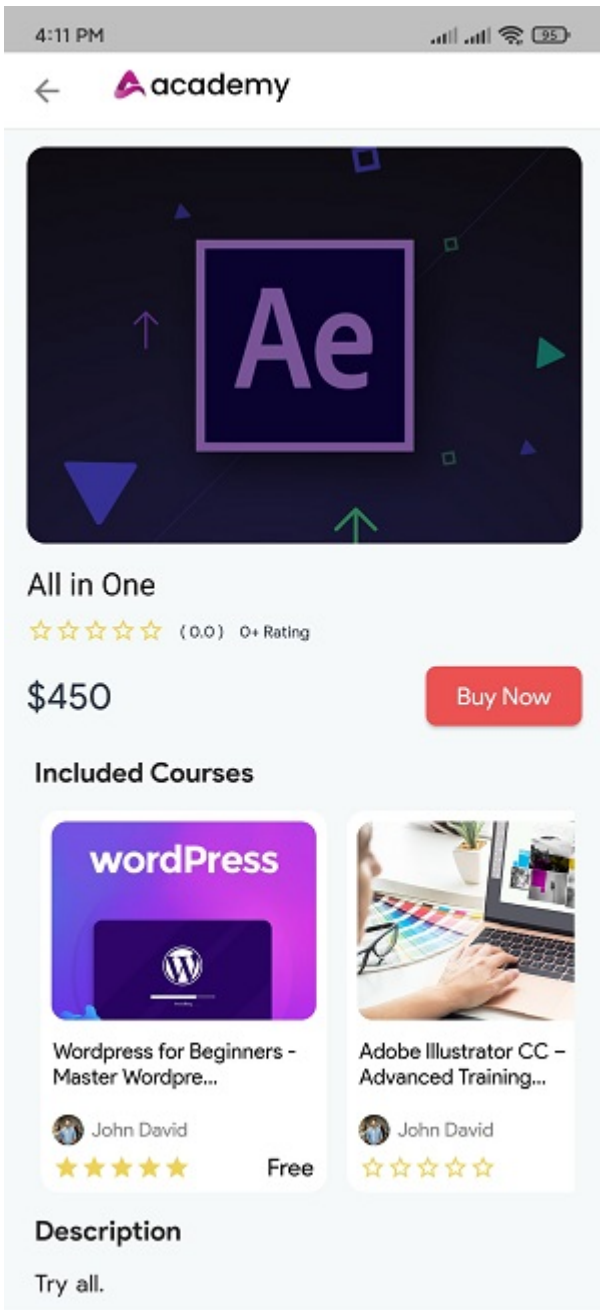 4:11 PM
95
academy
Ae
All in One
(0.0) 0+ Rating
$450
Buy Now
Included Courses
wordPress
W
Wordpress for Beginners -
Master Wordpre...
John David
Free
Adobe Illustrator CC –
Advanced Training...
John David
Description
Try all.